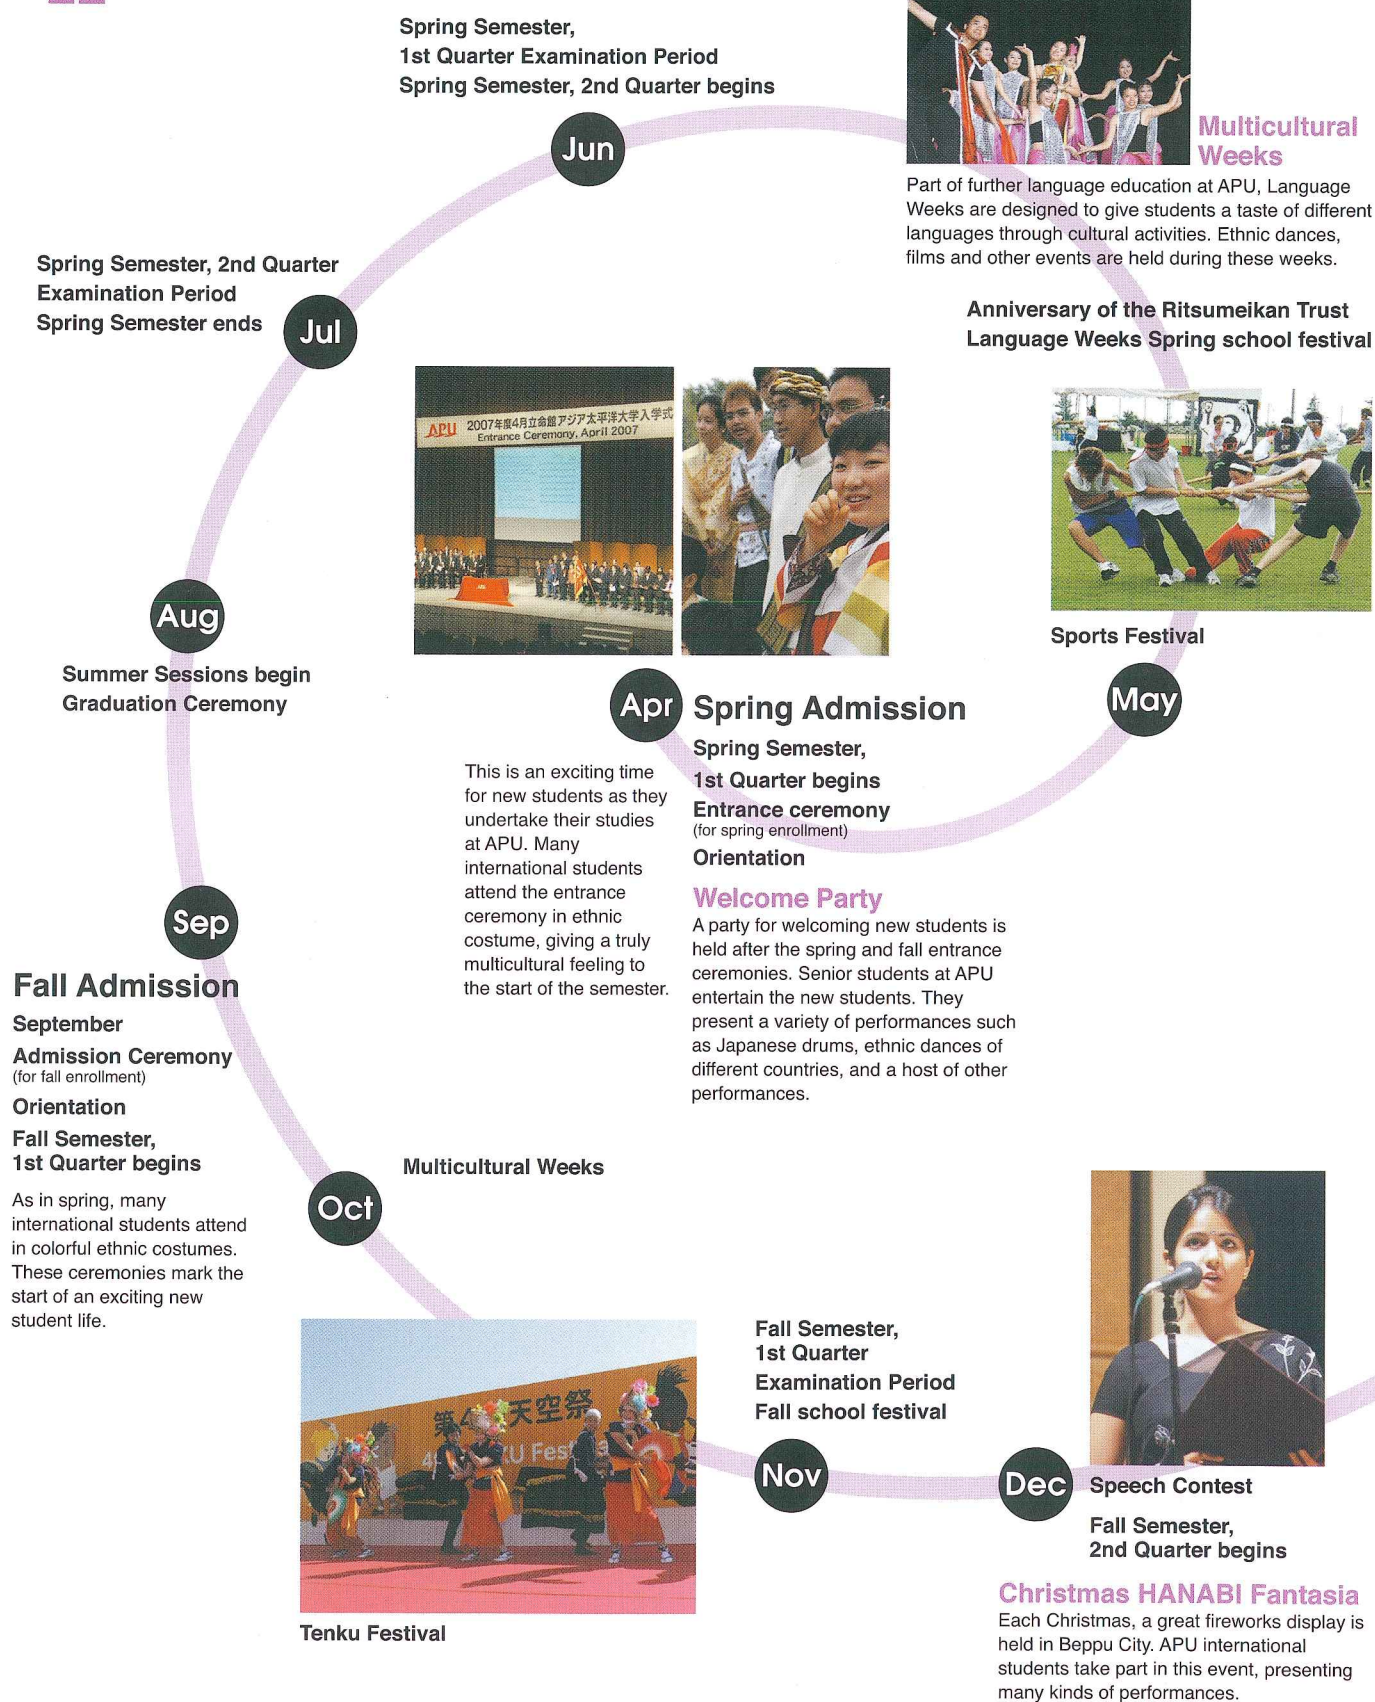 Spring Semester,
1st Quarter Examination Period
Spring Semester, 2nd Quarter begins
Jun
Multicultural
Weeks
Part of further language education at APU, Language
Weeks are designed to give students a taste of different
languages through cultural activities. Ethnic dances,
films and other events are held during these weeks.
Spring Semester, 2nd Quarter
Examination Period
Spring Semester ends
Jul
Anniversary of the Ritsumeikan Trust
Language Weeks Spring school festival
APU
2007年度4月立命館アジア太平洋大学入学式
Entrance Ceremony, April 2007
Sports Festival
Aug
Summer Sessions begin
Graduation Ceremony
Apr
Spring Admission
May
Spring Semester,
1st Quarter begins
Entrance ceremony
(for spring enrollment)
Orientation
This is an exciting time
for new students as they
undertake their studies
at APU. Many
international students
attend the entrance
ceremony in ethnic
costume, giving a truly
multicultural feeling to
the start of the semester.
Welcome Party
A party for welcoming new students is
held after the spring and fall entrance
ceremonies. Senior students at APU
entertain the new students. They
present a variety of performances such
as Japanese drums, ethnic dances of
different countries, and a host of other
performances.
Sep
Fall Admission
September
Admission Ceremony
(for fall enrollment)
Orientation
Fall Semester,
1st Quarter begins
As in spring, many
international students attend
in colorful ethnic costumes.
These ceremonies mark the
start of an exciting new
student life.
Oct
Multicultural Weeks
第4 天空祭
Tenku Festival
Fall Semester,
1st Quarter
Examination Period
Fall school festival
Nov
Dec
Speech Contest
Fall Semester,
2nd Quarter begins
Christmas HANABI Fantasia
Each Christmas, a great fireworks display is
held in Beppu City. APU international
students take part in this event, presenting
many kinds of performances.